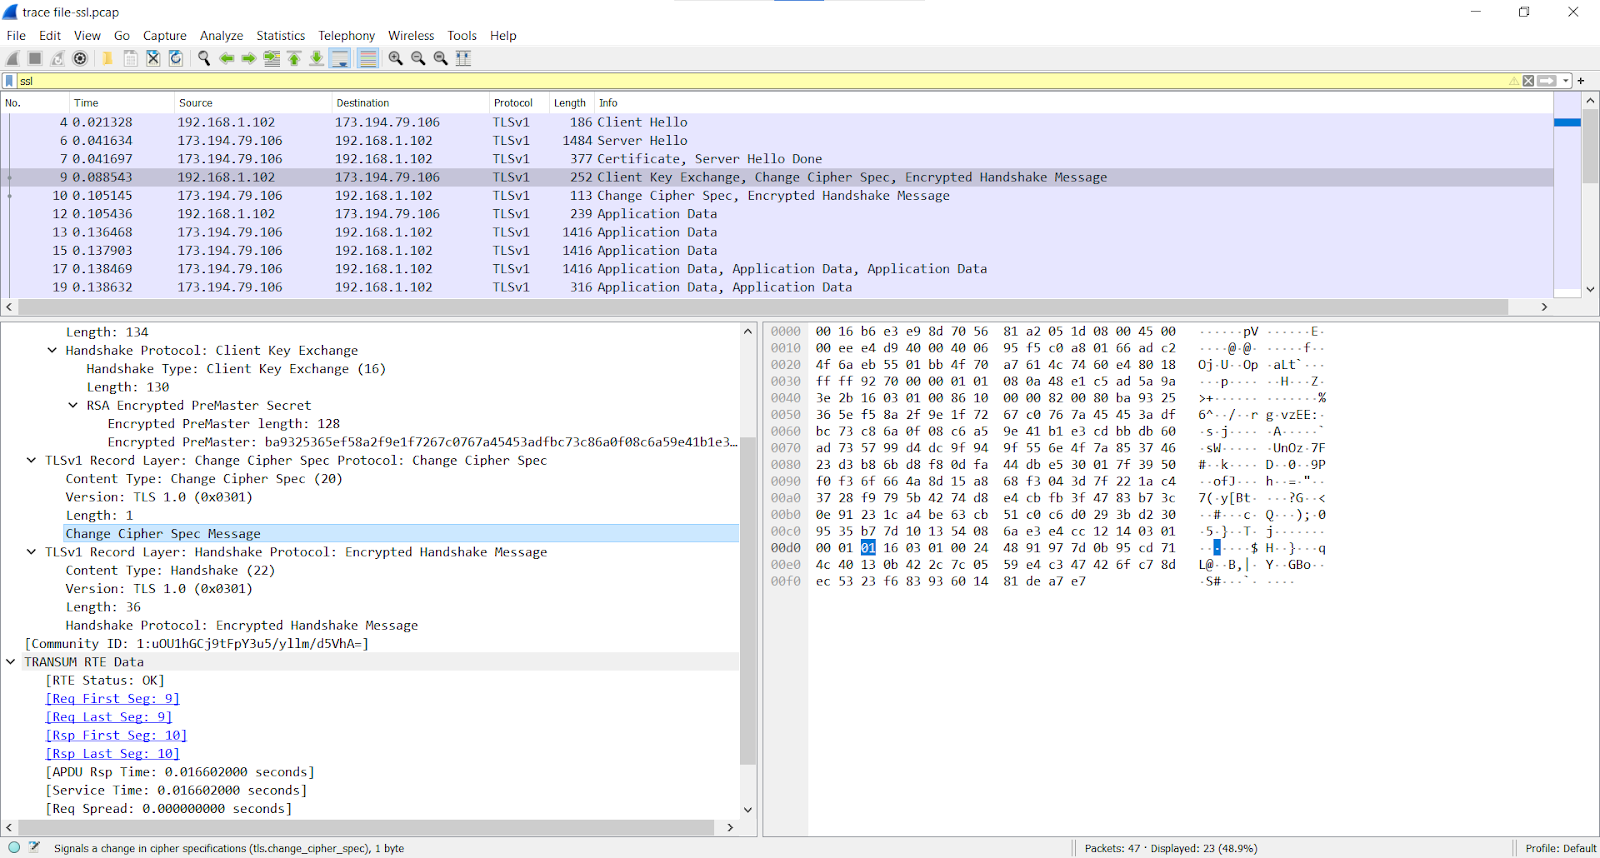 trace file-ssl.pcap
File Edit View Go Capture Analyze Statistics Telephony Wireless Tools Help
ssl
No. Time Source Destination Protocol Length Info
4 0.021328 192.168.1.102 173.194.79.106 TLSv1 186 Client Hello
6 0.041634 173.194.79.106 192.168.1.102 TLSv1 1484 Server Hello
7 0.041697 173.194.79.106 192.168.1.102 TLSv1 377 Certificate, Server Hello Done
9 0.088543 192.168.1.102 173.194.79.106 TLSv1 252 Client Key Exchange, Change Cipher Spec, Encrypted Handshake Message
10 0.105145 173.194.79.106 192.168.1.102 TLSv1 113 Change Cipher Spec, Encrypted Handshake Message
12 0.105436 192.168.1.102 173.194.79.106 TLSv1 239 Application Data
13 0.136468 173.194.79.106 192.168.1.102 TLSv1 1416 Application Data
15 0.137903 173.194.79.106 192.168.1.102 TLSv1 1416 Application Data
17 0.138469 173.194.79.106 192.168.1.102 TLSv1 1416 Application Data, Application Data, Application Data
19 0.138632 173.194.79.106 192.168.1.102 TLSv1 316 Application Data, Application Data
Length: 134
Handshake Protocol: Client Key Exchange
Handshake Type: Client Key Exchange (16)
Length: 130
RSA Encrypted PreMaster Secret
Encrypted PreMaster length: 128
Encrypted PreMaster: ba9325365ef58a2f9e1f7267c0767a45453adfbc73c86a0f08c6a59e41b1e3…
TLSv1 Record Layer: Change Cipher Spec Protocol: Change Cipher Spec
Content Type: Change Cipher Spec (20)
Version: TLS 1.0 (0x0301)
Length: 1
Change Cipher Spec Message
TLSv1 Record Layer: Handshake Protocol: Encrypted Handshake Message
Content Type: Handshake (22)
Version: TLS 1.0 (0x0301)
Length: 36
Handshake Protocol: Encrypted Handshake Message
[Community ID: 1:uOU1hGCj9tFpY3u5/yllm/d5VhA=]
TRANSUM RTE Data
[RTE Status: OK]
[Req First Seg: 9]
[Req Last Seg: 9]
[Rsp First Seg: 10]
[Rsp Last Seg: 10]
[APDU Rsp Time: 0.016602000 seconds]
[Service Time: 0.016602000 seconds]
[Req Spread: 0.000000000 seconds]
0000 00 16 b6 e3 e9 8d 70 56 81 a2 05 1d 08 00 45 00 ······pV ······E·
0010 00 ee e4 d9 40 00 40 06 95 f5 c0 a8 01 66 ad c2 ····@·@· ·····f··
0020 4f 6a eb 55 01 bb 4f 70 a7 61 4c 74 60 e4 80 18 Oj·U··Op ·aLt`···
0030 ff ff 92 70 00 00 01 01 08 0a 48 e1 c5 ad 5a 9a ···p···· ··H···Z·
0040 3e 2b 16 03 01 00 86 10 00 00 82 00 80 ba 93 25 >+······ ·······%
0050 36 5e f5 8a 2f 9e 1f 72 67 c0 76 7a 45 45 3a df 6^··/··r g·vzEE:·
0060 bc 73 c8 6a 0f 08 c6 a5 9e 41 b1 e3 cd bb db 60 ·s·j···· ·A·····`
0070 ad 73 57 99 d4 dc 9f 94 9f 55 6e 4f 7a 85 37 46 ·sW····· ·UnOz·7F
0080 23 d3 b8 6b d8 f8 0d fa 44 db e5 30 01 7f 39 50 #··k···· D··0··9P
0090 f0 f3 6f 66 4a 8d 15 a8 68 f3 04 3d 7f 22 1a c4 ··ofJ··· h··=·"··
00a0 37 28 f9 79 5b 42 74 d8 e4 cb fb 3f 47 83 b7 3c 7(·y[Bt· ···?G··<
00b0 0e 91 23 1c a4 be 63 cb 51 c0 c6 d0 29 3b d2 30 ··#···c· Q···);·0
00c0 95 35 b7 7d 10 13 54 08 6a e3 e4 cc 12 14 03 01 ·5·}··T· j·······
00d0 00 01 01 16 03 01 00 24 48 91 97 7d 0b 95 cd 71 ·······$ H··}···q
00e0 4c 40 13 0b 42 2c 7c 05 59 e4 c3 47 42 6f c7 8d L@··B,|· Y··GBo··
00f0 ec 53 23 f6 83 93 60 14 81 de a7 e7 ·S#···`· ····
Signals a change in cipher specifications (tls.change_cipher_spec), 1 byte
Packets: 47 · Displayed: 23 (48.9%)
Profile: Default